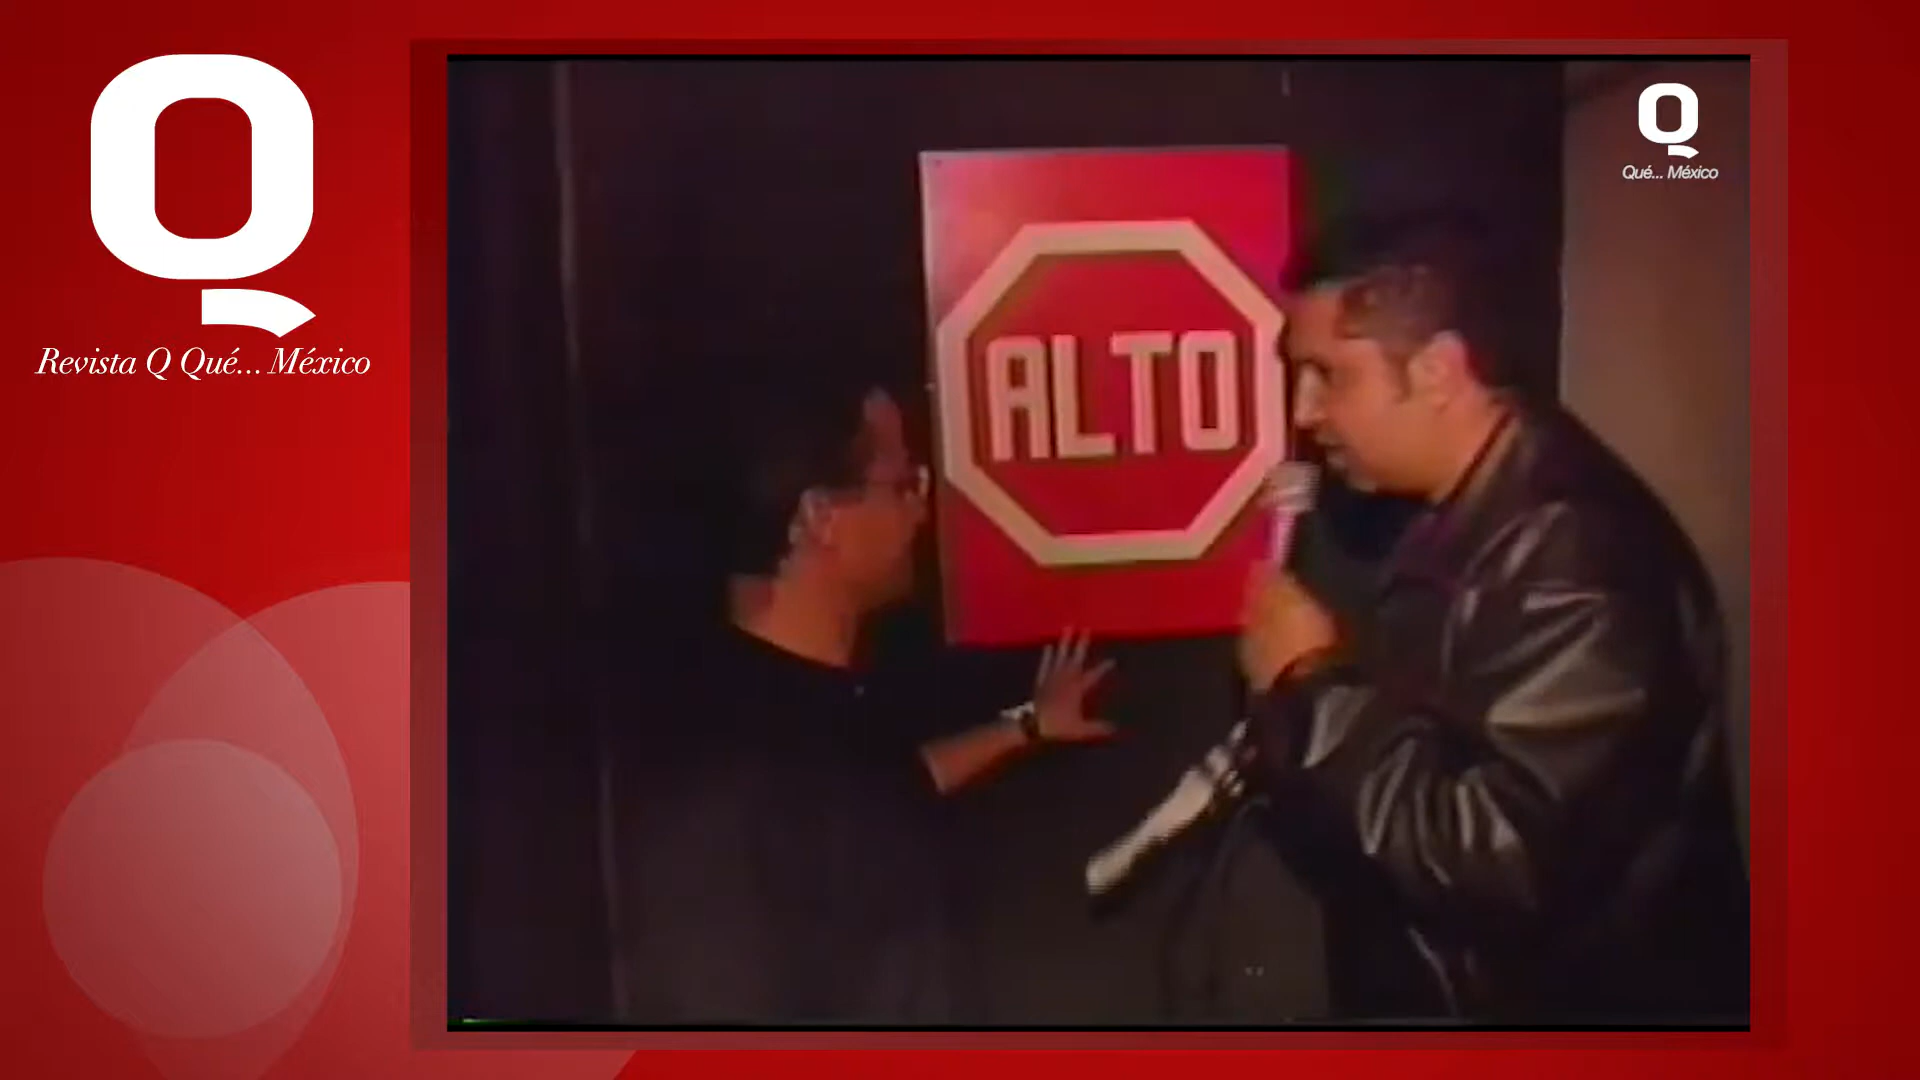 Q
Revista Q Qué... México
ALTO
Q
Qué... México